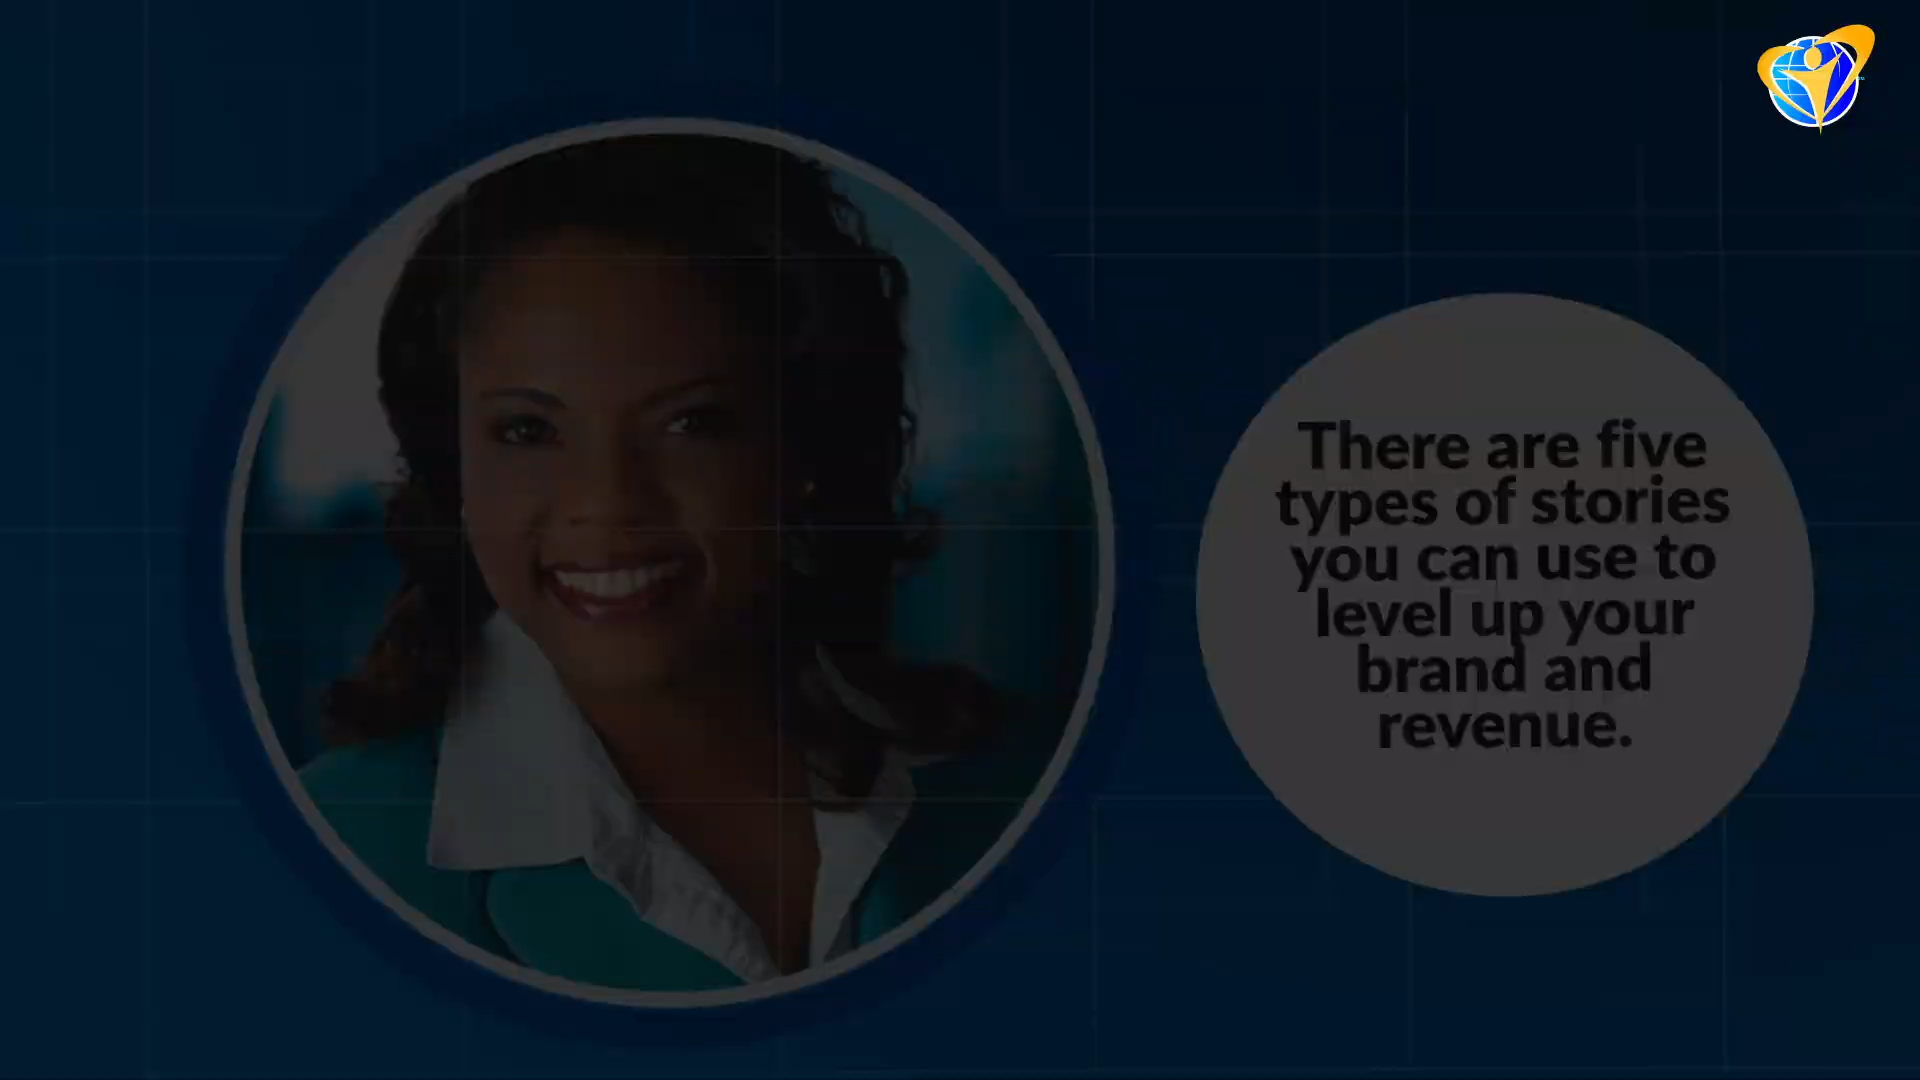 There are five
types of stories
you can use to
level up your
brand and
revenue.